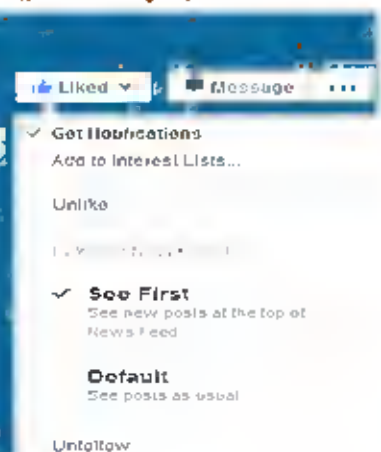 Liked
Message ...
Get Notifications
Add to Interest Lists...
Unlike
See First
See new posts at the top of
News Feed
Default
See posts as usual
Unfollow